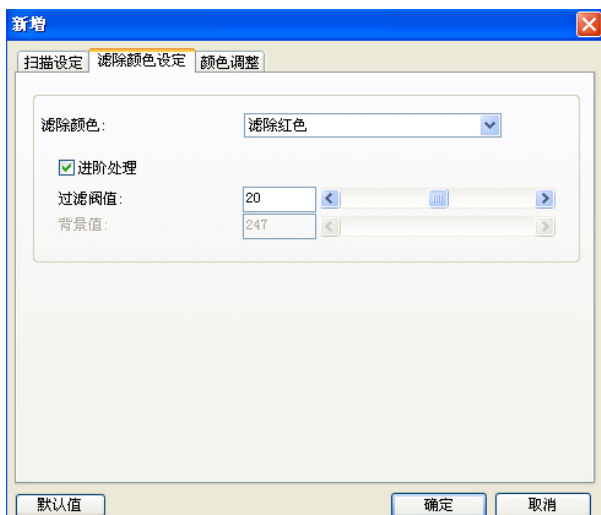 新增
扫描设定 滤除颜色设定 颜色调整
滤除颜色: 滤除红色
进阶处理
过滤阀值: 20
背景值: 247
默认值 确定 取消